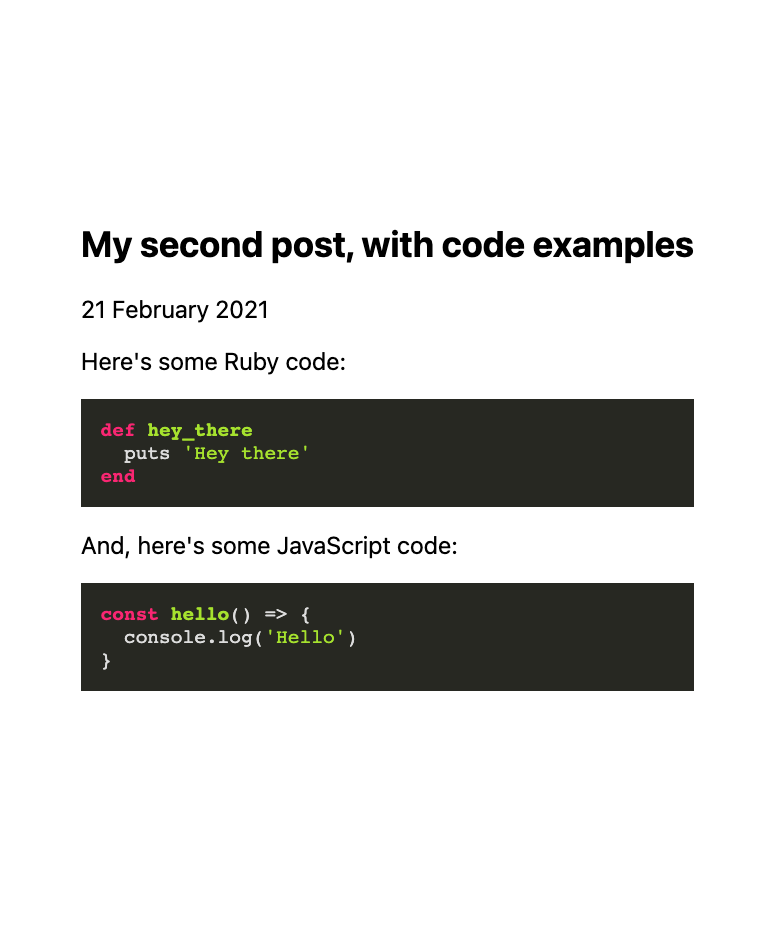 My second post, with code examples
21 February 2021
Here's some Ruby code:
def hey_there
  puts 'Hey there'
end
And, here's some JavaScript code:
const hello() => {
  console.log('Hello')
}